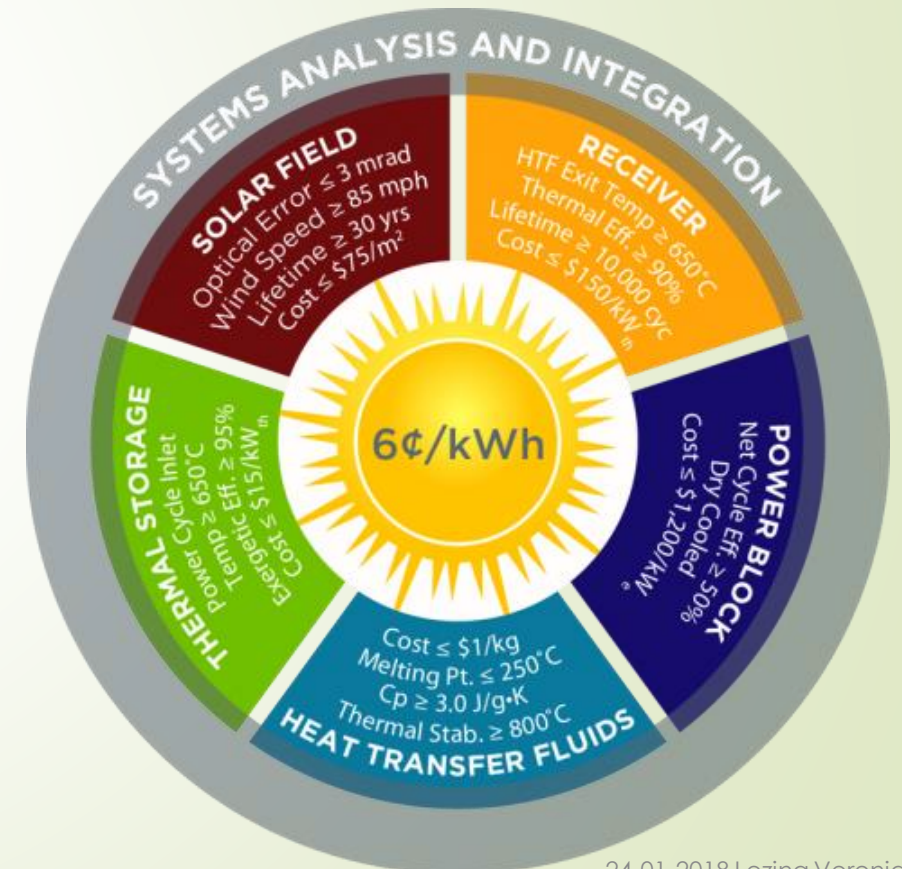 SYSTEMS ANALYSIS AND INTEGRATION
SOLAR FIELD
Optical Error ≤ 3 mrad
Wind Speed ≥ 85 mph
Lifetime ≥ 30 yrs
Cost ≤ $75/m²
RECEIVER
HTF Exit Temp ≥ 650°C
Thermal Eff. ≥ 90%
Lifetime ≥ 10,000 cyc
Cost ≤ $150/kWth
POWER BLOCK
Net Cycle Eff. ≥ 50%
Dry Cooled
Cost ≤ $1,200/kWe
Cost ≤ $1/kg
Melting Pt. ≤ 250°C
Cp ≥ 3.0 J/g•K
Thermal Stab. ≥ 800°C
HEAT TRANSFER FLUIDS
THERMAL STORAGE
Power Cycle Inlet
Temp ≥ 650°C
Exergetic Eff. ≥ 95%
Cost ≤ $15/kWth
6¢/kWh